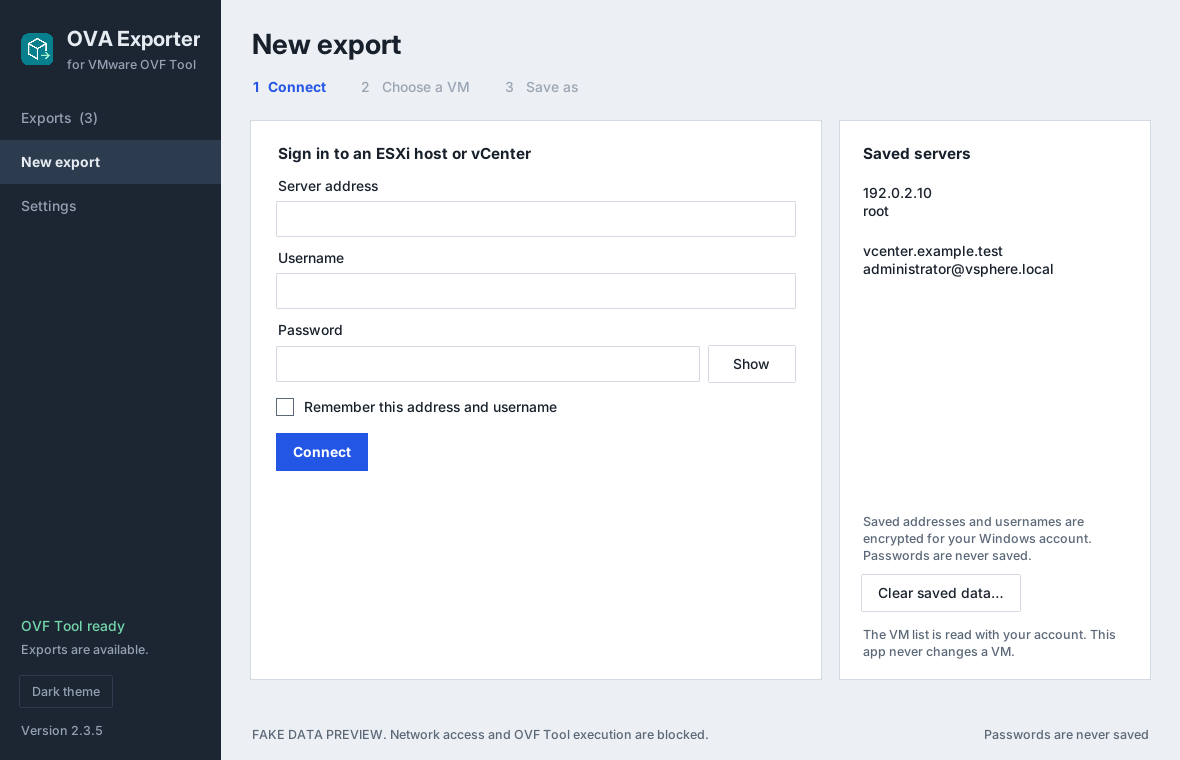 OVA Exporter
for VMware OVF Tool
Exports (3)
New export
Settings
OVF Tool ready
Exports are available.
Dark theme
Version 2.3.5
New export
1 Connect 2 Choose a VM 3 Save as
Sign in to an ESXi host or vCenter
Server address
Username
Password
Show
Remember this address and username
Connect
Saved servers
192.0.2.10
root
vcenter.example.test
administrator@vsphere.local
Saved addresses and usernames are
encrypted for your Windows account.
Passwords are never saved.
Clear saved data...
The VM list is read with your account. This
app never changes a VM.
FAKE DATA PREVIEW. Network access and OVF Tool execution are blocked.
Passwords are never saved